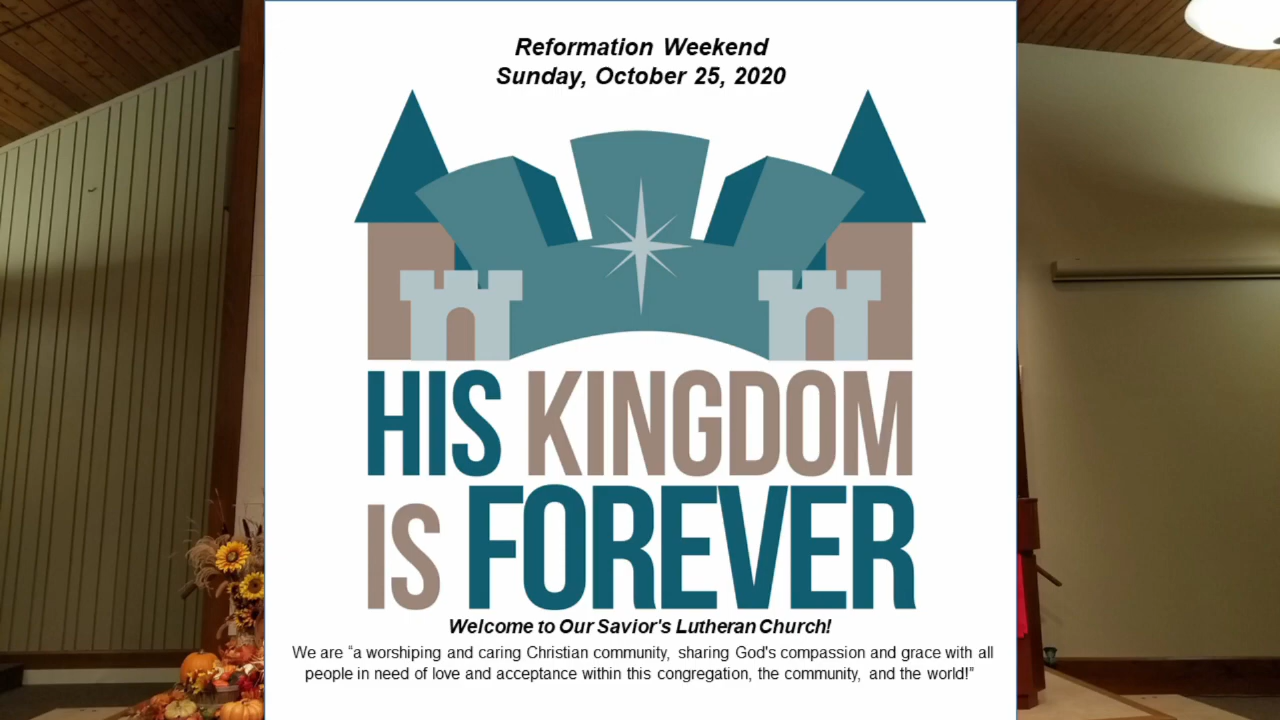 Reformation Weekend
Sunday, October 25, 2020
HIS KINGDOM
IS FOREVER
Welcome to Our Savior's Lutheran Church!
We are “a worshiping and caring Christian community, sharing God's compassion and grace with all
people in need of love and acceptance within this congregation, the community, and the world!”